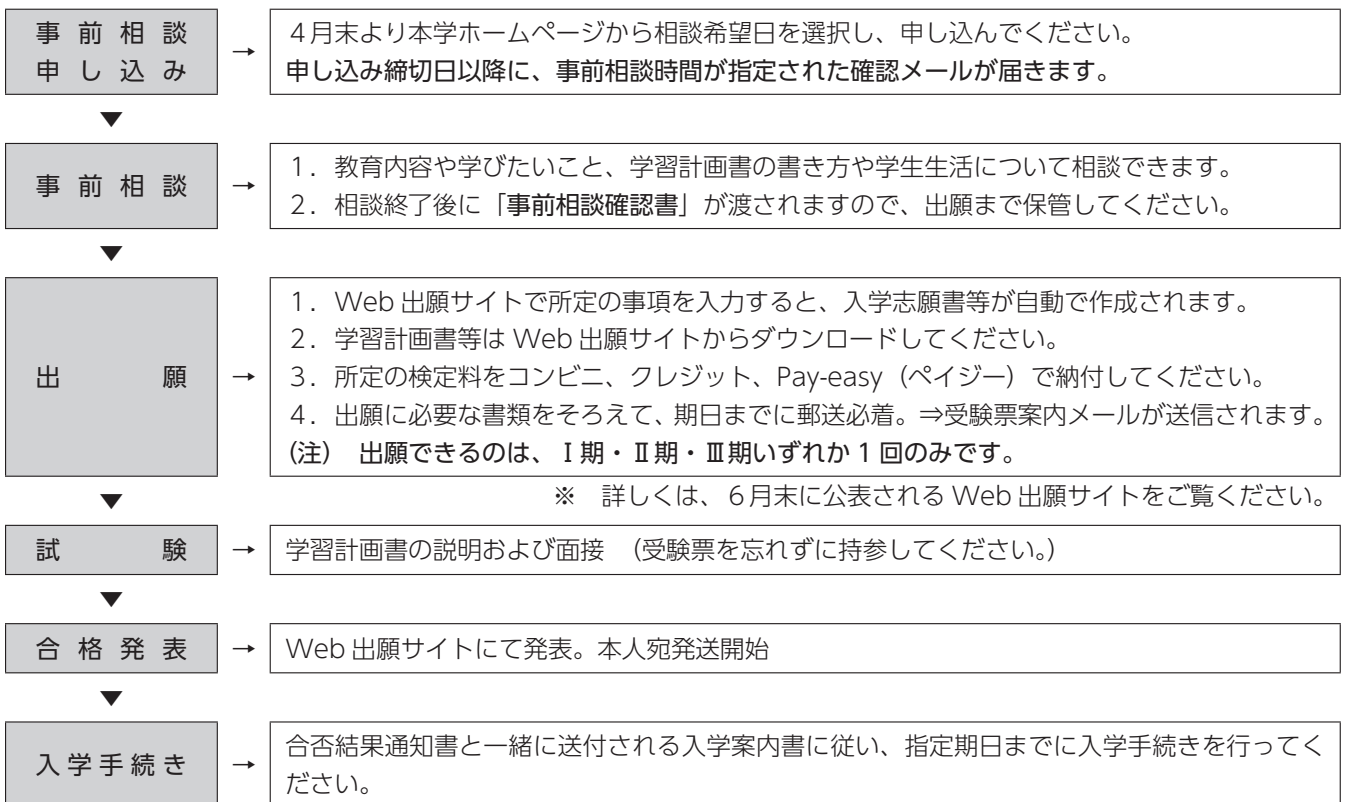 事前相談
申し込み
→
４月末より本学ホームページから相談希望日を選択し、申し込んでください。
申し込み締切日以降に、事前相談時間が指定された確認メールが届きます。
▼
事前相談
→
１．教育内容や学びたいこと、学習計画書の書き方や学生生活について相談できます。
２．相談終了後に「事前相談確認書」が渡されますので、出願まで保管してください。
▼
出願
→
１．Web 出願サイトで所定の事項を入力すると、入学志願書等が自動で作成されます。
２．学習計画書等は Web 出願サイトからダウンロードしてください。
３．所定の検定料をコンビニ、クレジット、Pay-easy（ペイジー）で納付してください。
４．出願に必要な書類をそろえて、期日までに郵送必着。⇒受験票案内メールが送信されます。
（注）　出願できるのは、Ⅰ期・Ⅱ期・Ⅲ期いずれか 1 回のみです。
※　詳しくは、６月末に公表される Web 出願サイトをご覧ください。
▼
試験
→
学習計画書の説明および面接　（受験票を忘れずに持参してください。）
▼
合格発表
→
Web 出願サイトにて発表。本人宛発送開始
▼
入学手続き
→
合否結果通知書と一緒に送付される入学案内書に従い、指定期日までに入学手続きを行ってく
ださい。